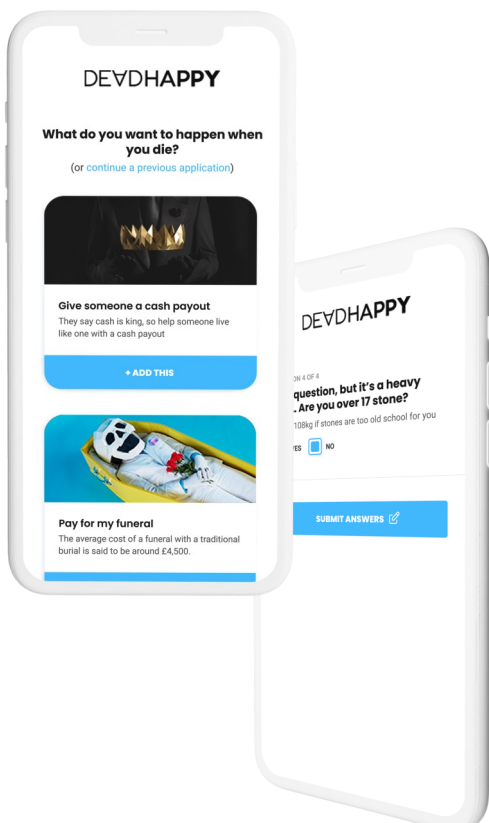 DE∀DHAPPY
What do you want to happen when
you die?
(or continue a previous application)
Give someone a cash payout
They say cash is king, so help someone live
like one with a cash payout
+ ADD THIS
Pay for my funeral
The average cost of a funeral with a traditional
burial is said to be around £4,500.
DE∀DHAPPY
ON 4 OF 4
question, but it’s a heavy
. Are you over 17 stone?
108kg if stones are too old school for you
NO
SUBMIT ANSWERS